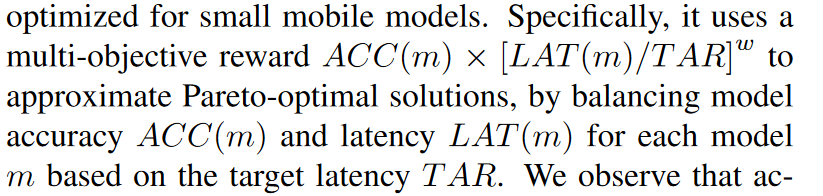 optimized for small mobile models. Specifically, it uses a
multi-objective reward ACC(m) × [LAT(m)/TAR]^w to
approximate Pareto-optimal solutions, by balancing model
accuracy ACC(m) and latency LAT(m) for each model
m based on the target latency TAR. We observe that ac-